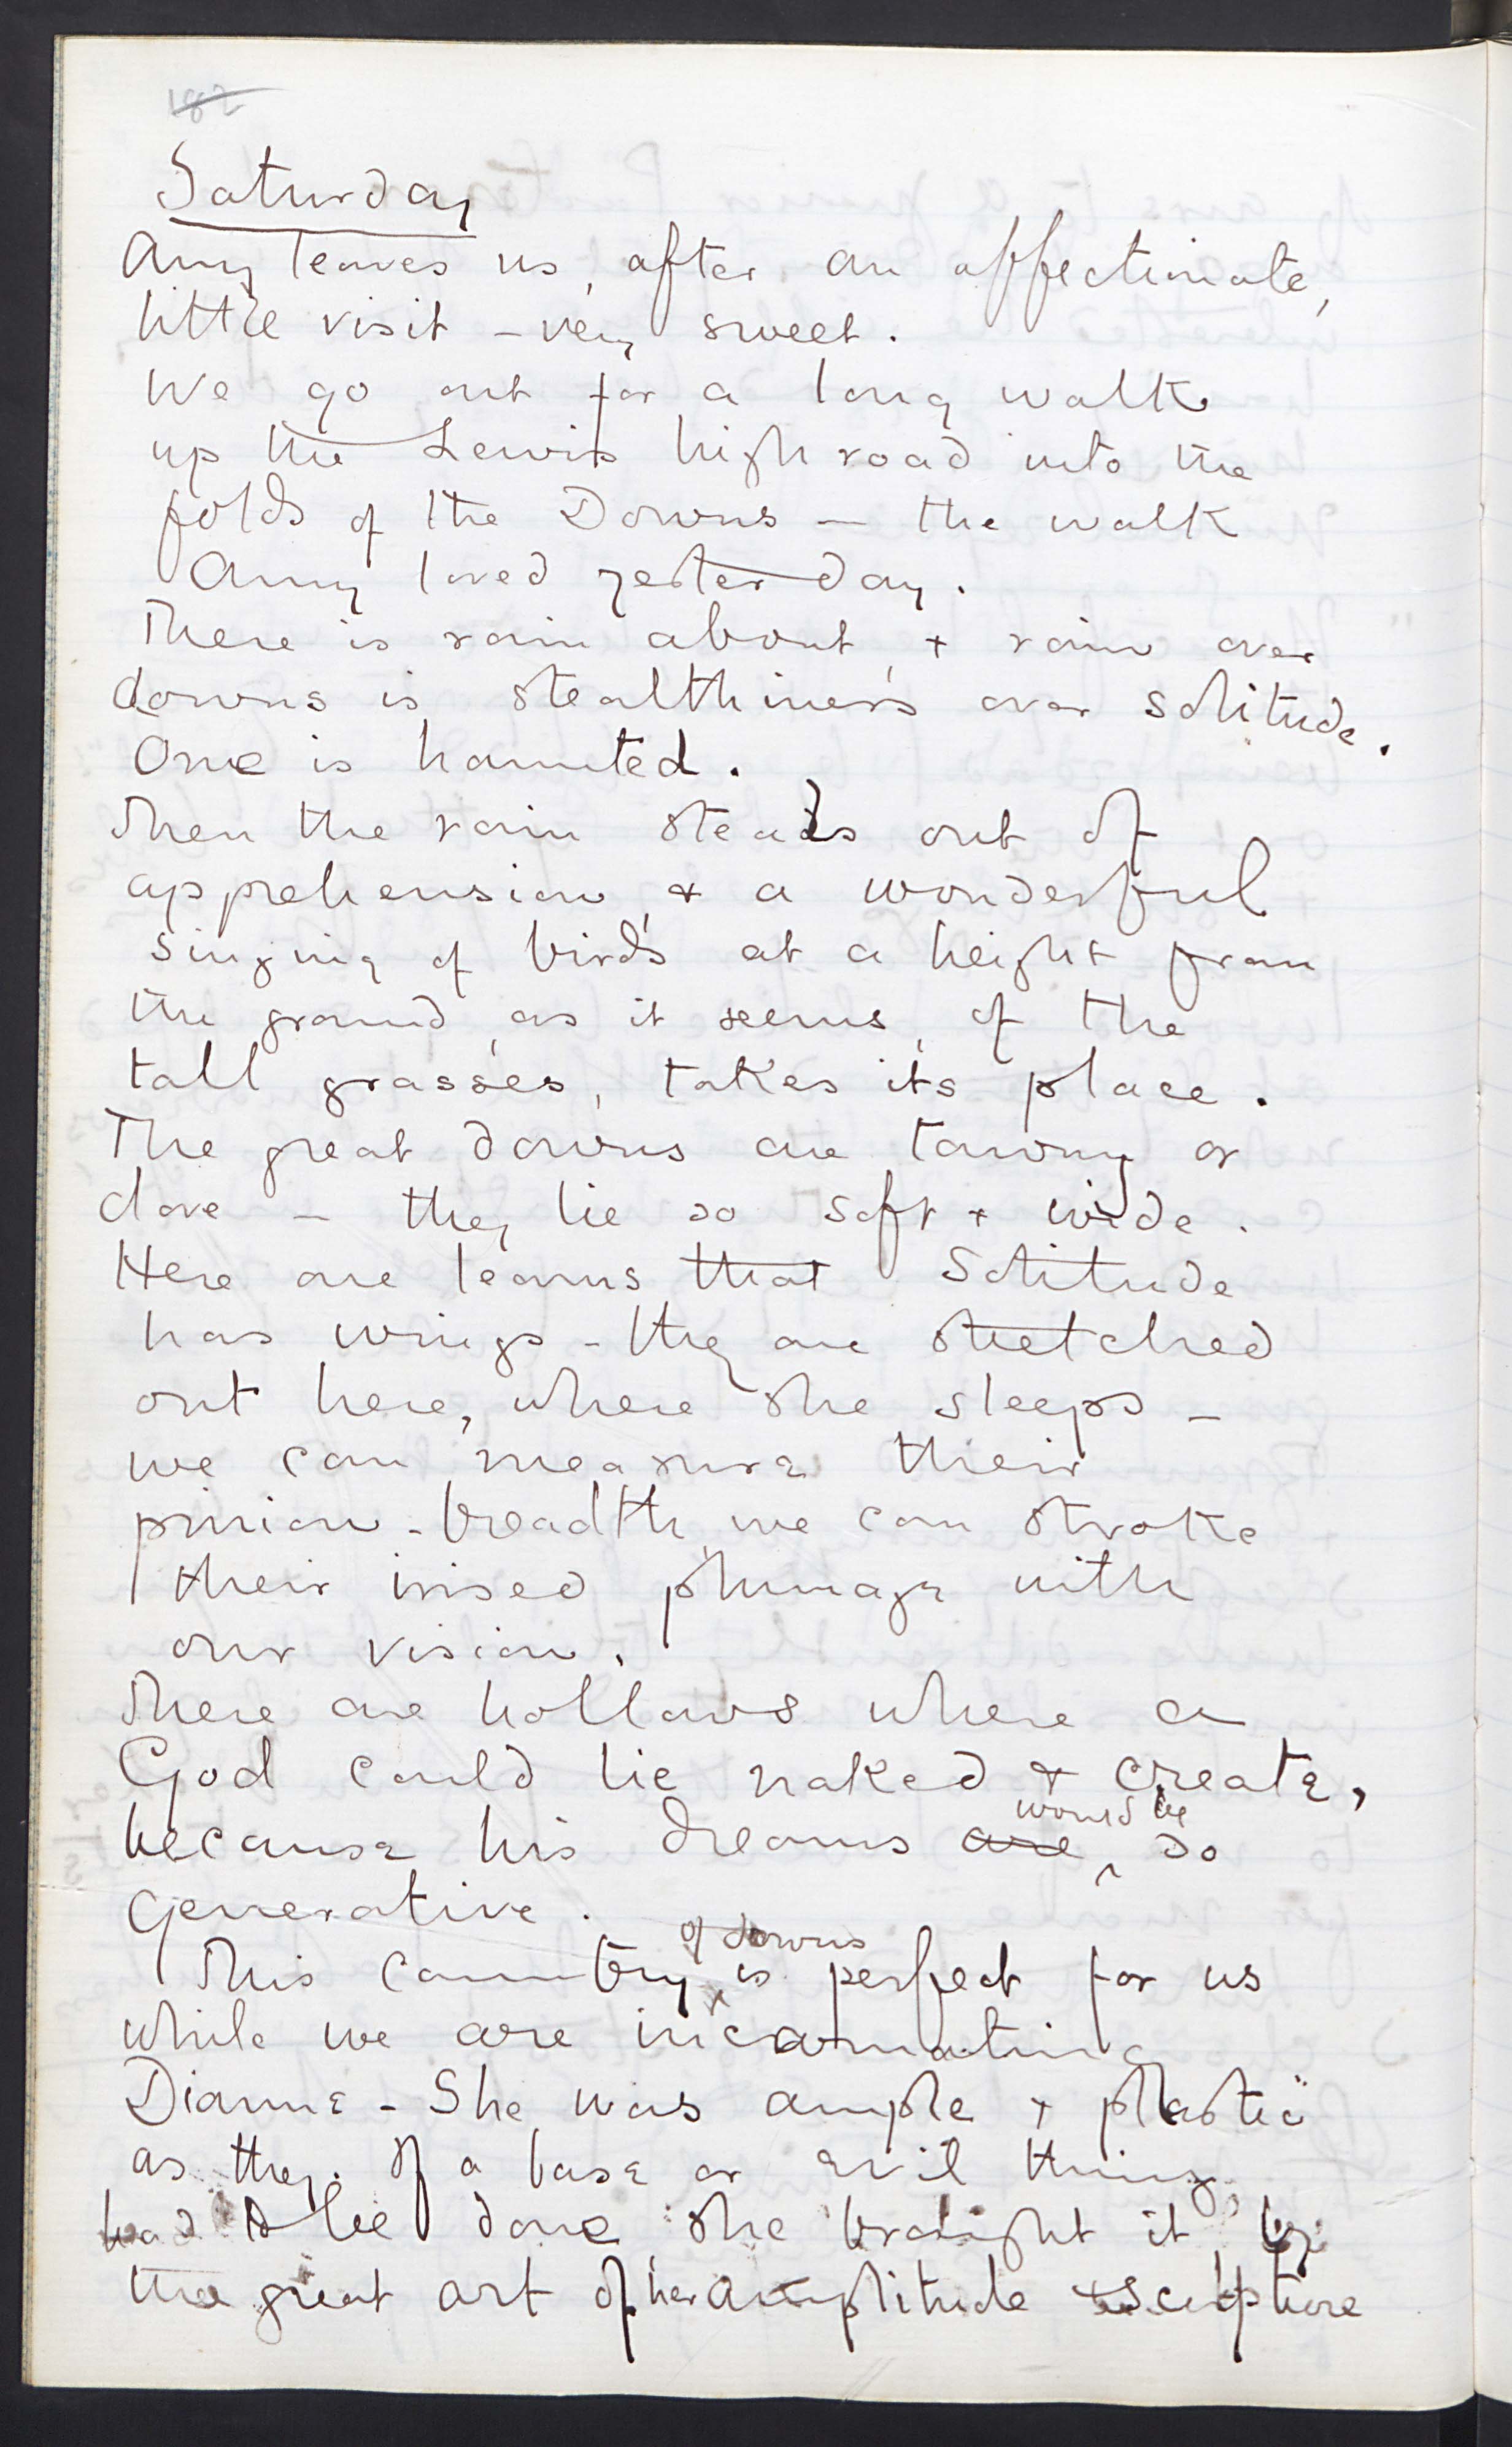 182
Saturday
Amy leaves us, after an affectionate,
little visit - very sweet.
We go out for a long walk
up the Lewis high road into the
folds of the Downs — the walk
Amy loved yesterday.
There is rain about, + rain over
downs is stealthiness over solitude.
One is haunted.
Then the rain steals out of
apprehension, & a wonderful
singing of birds at a height from
the ground, as it seems, of the
tall grasses, takes its place.
The great downs are tawny or
dove — they lie so soft + wide.
Here one learns that Solitude
has wings - they are stretched
out here, where she sleeps -
we can measure their
pinion-breadth, we can stroke
their irised plumage with
our vision.
There are hollows where a
God could lie naked & create,
because his dreams are would be so
generative.
This country of downs is perfect for us
while we are incarnating
Dianna - She was ample + plastic
as they. If a base or evil thing
had to be done she brought it by
the great art of her amplitude & sculpture